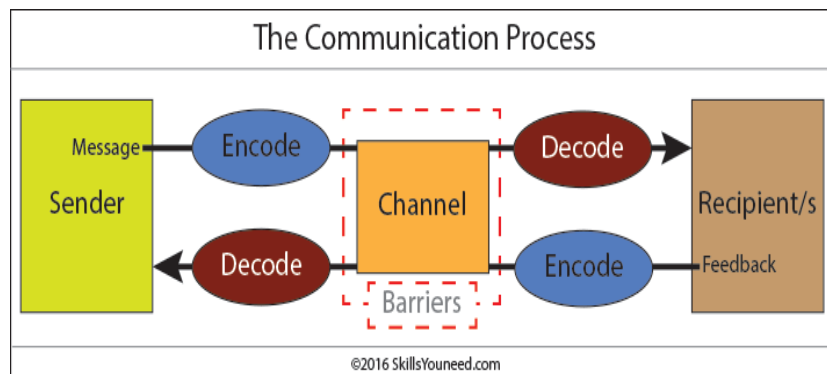 The Communication Process
Message
Encode
Decode
Sender
Channel
Recipient/s
Decode
Encode
Feedback
Barriers
©2016 SkillsYouneed.com